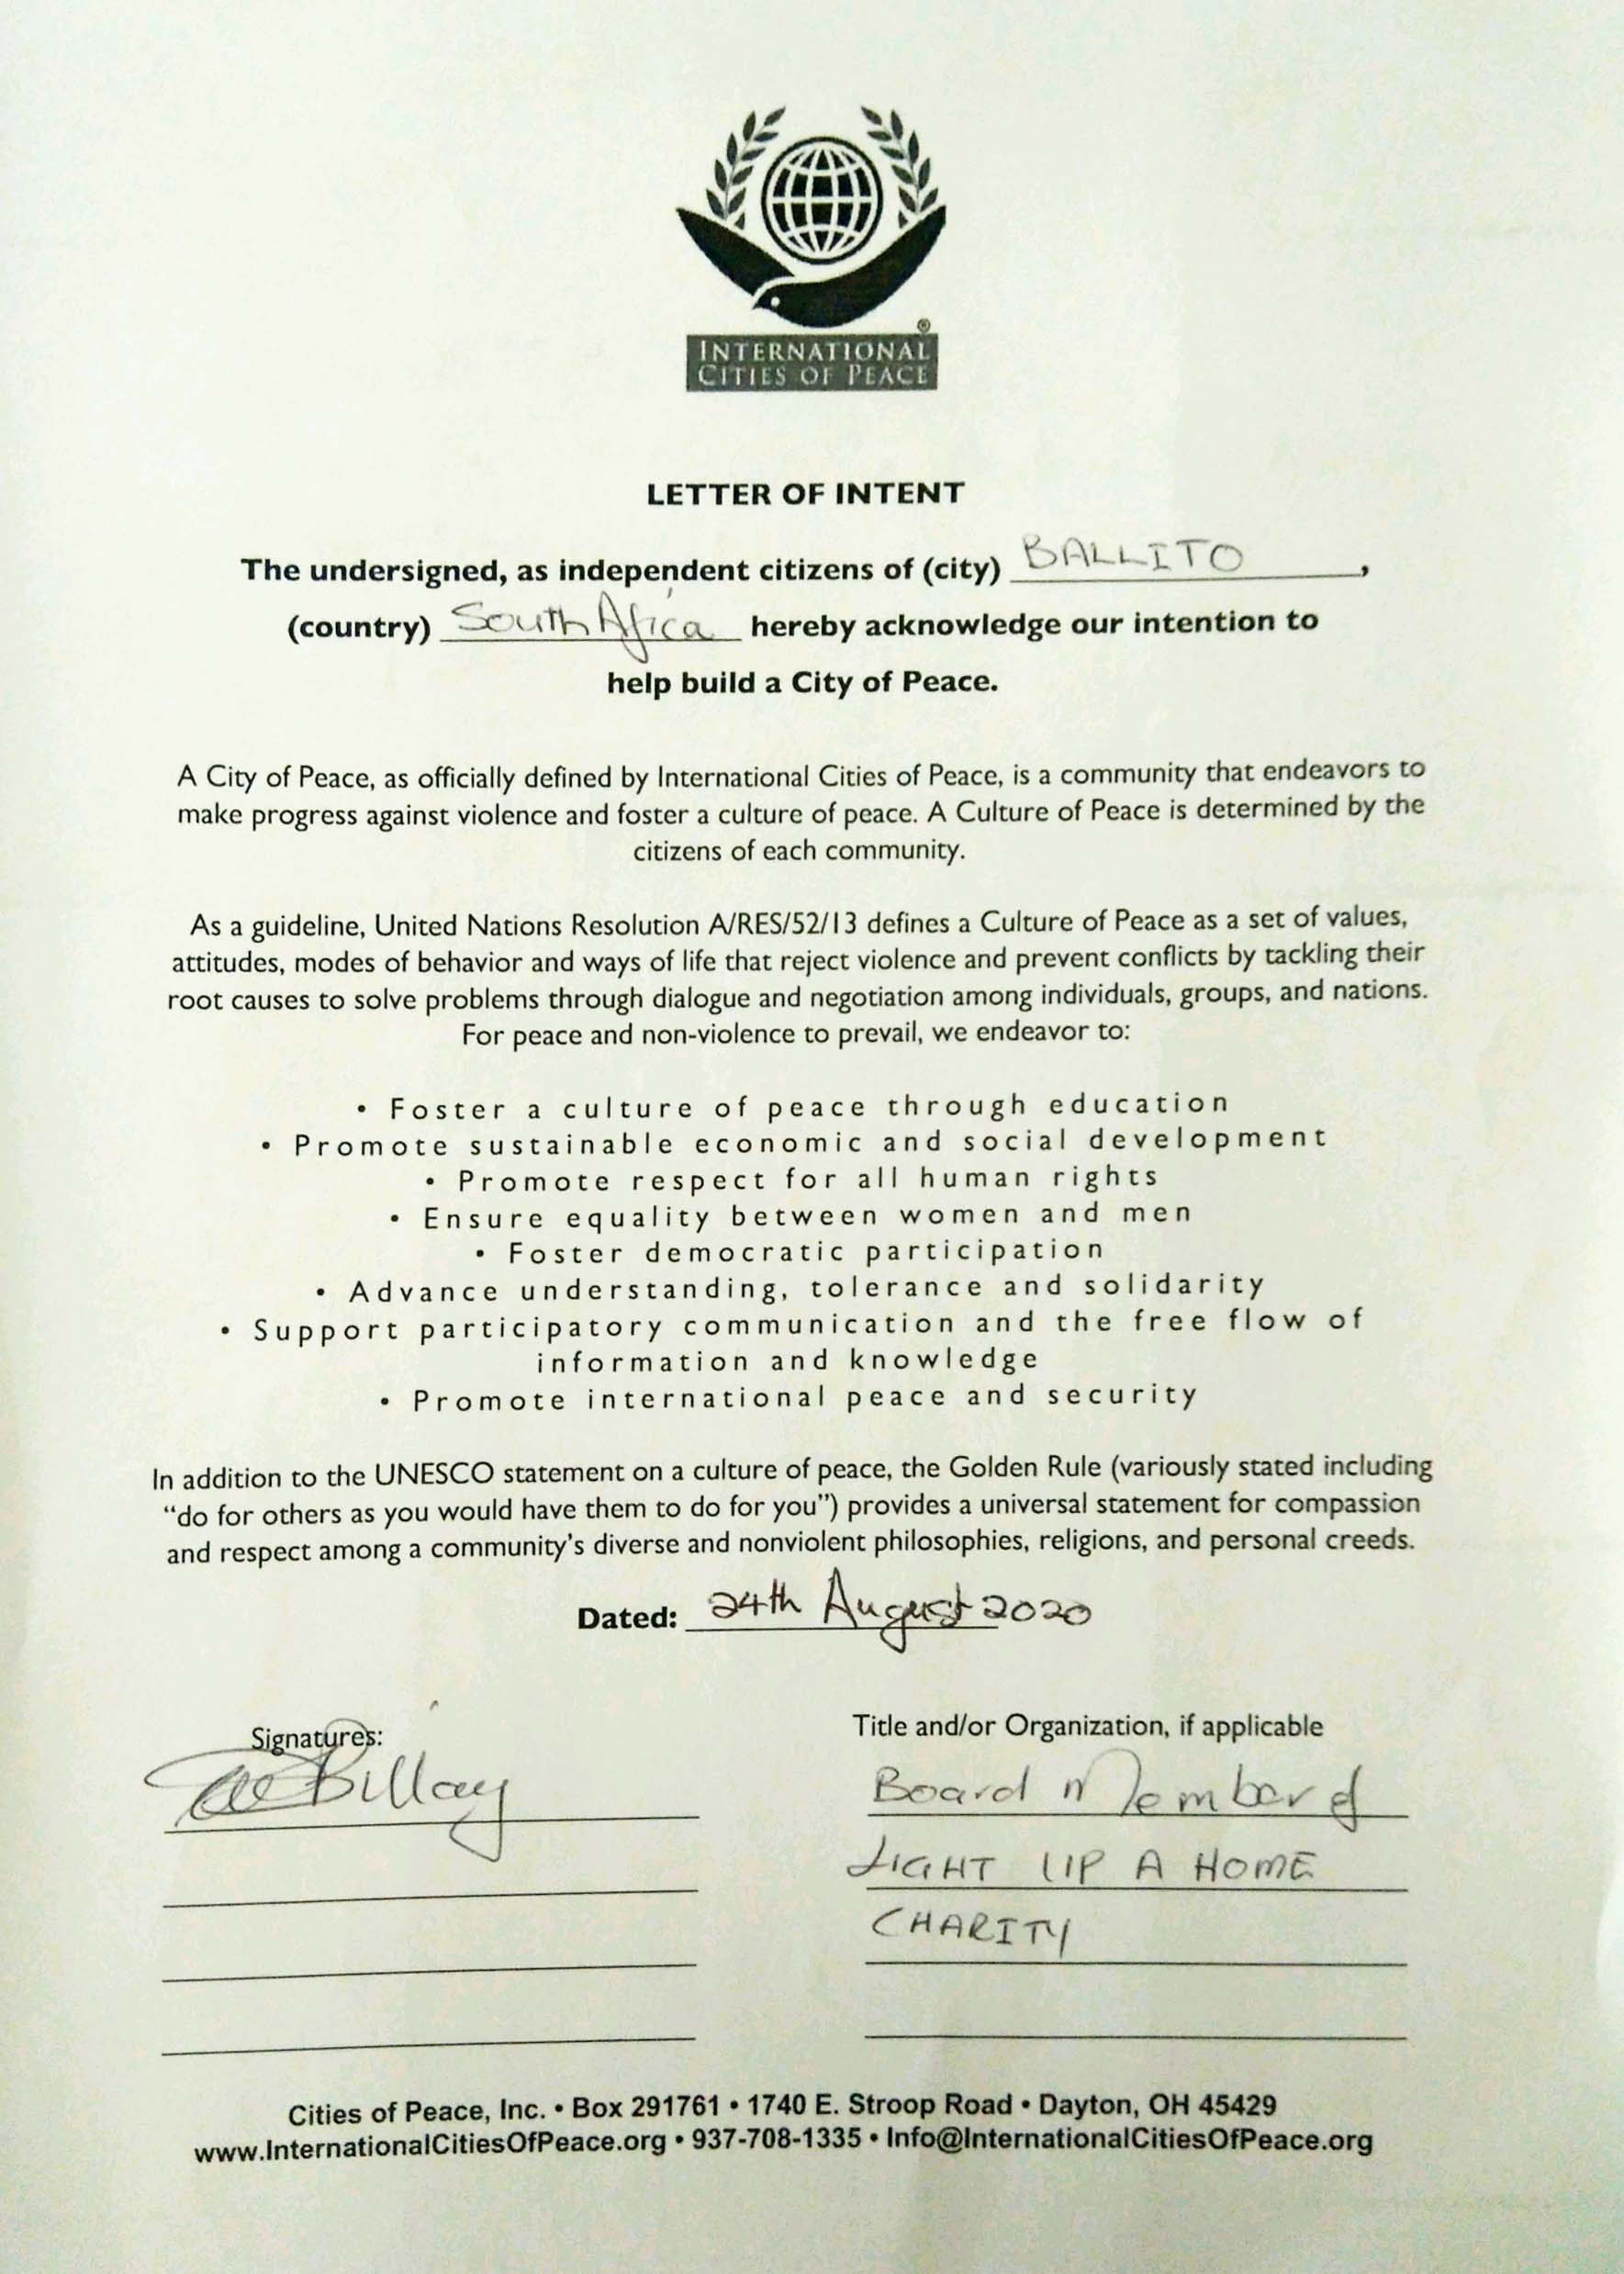 ®
INTERNATIONAL
CITIES OF PEACE
LETTER OF INTENT
The undersigned, as independent citizens of (city) BALLITO,
(country) South Africa hereby acknowledge our intention to
help build a City of Peace.
A City of Peace, as officially defined by International Cities of Peace, is a community that endeavors to
make progress against violence and foster a culture of peace. A Culture of Peace is determined by the
citizens of each community.
As a guideline, United Nations Resolution A/RES/52/13 defines a Culture of Peace as a set of values,
attitudes, modes of behavior and ways of life that reject violence and prevent conflicts by tackling their
root causes to solve problems through dialogue and negotiation among individuals, groups, and nations.
For peace and non-violence to prevail, we endeavor to:
• Foster a culture of peace through education
• Promote sustainable economic and social development
• Promote respect for all human rights
• Ensure equality between women and men
• Foster democratic participation
• Advance understanding, tolerance and solidarity
• Support participatory communication and the free flow of
information and knowledge
• Promote international peace and security
In addition to the UNESCO statement on a culture of peace, the Golden Rule (variously stated including
“do for others as you would have them to do for you”) provides a universal statement for compassion
and respect among a community’s diverse and nonviolent philosophies, religions, and personal creeds.
Dated: 24th August 2020
Signatures:
Billay
Title and/or Organization, if applicable
Board Member of
LIGHT UP A HOME
CHARITY
Cities of Peace, Inc. • Box 291761 • 1740 E. Stroop Road • Dayton, OH 45429
www.InternationalCitiesOfPeace.org • 937-708-1335 • Info@InternationalCitiesOfPeace.org